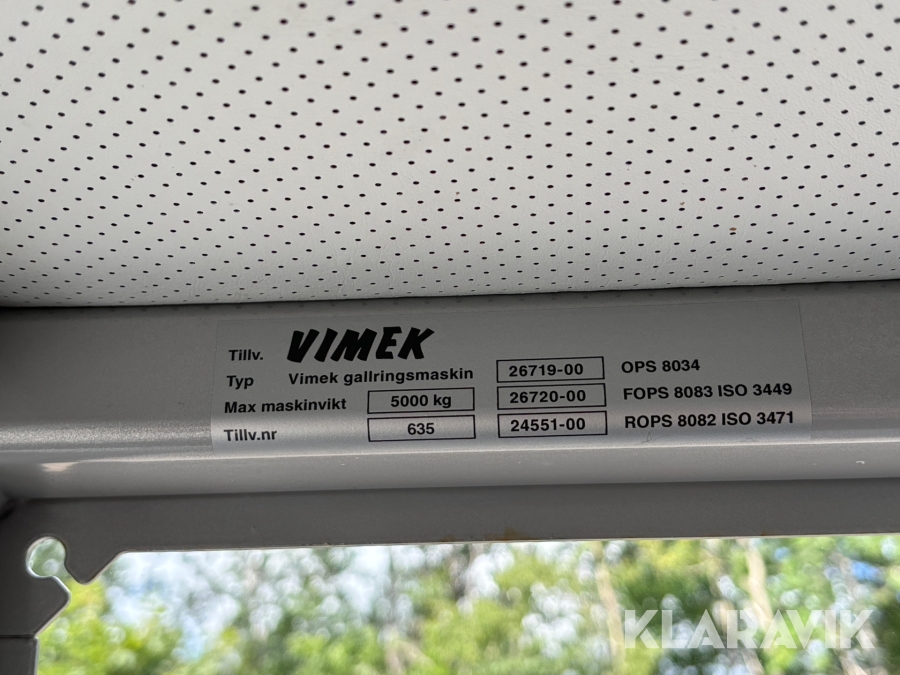 Tillv. VIMEK
Typ Vimek gallringsmaskin 26719-00 OPS 8034
Max maskinvikt 5000 kg 26720-00 FOPS 8083 ISO 3449
Tillv.nr 635 24551-00 ROPS 8082 ISO 3471
KLARAVIK